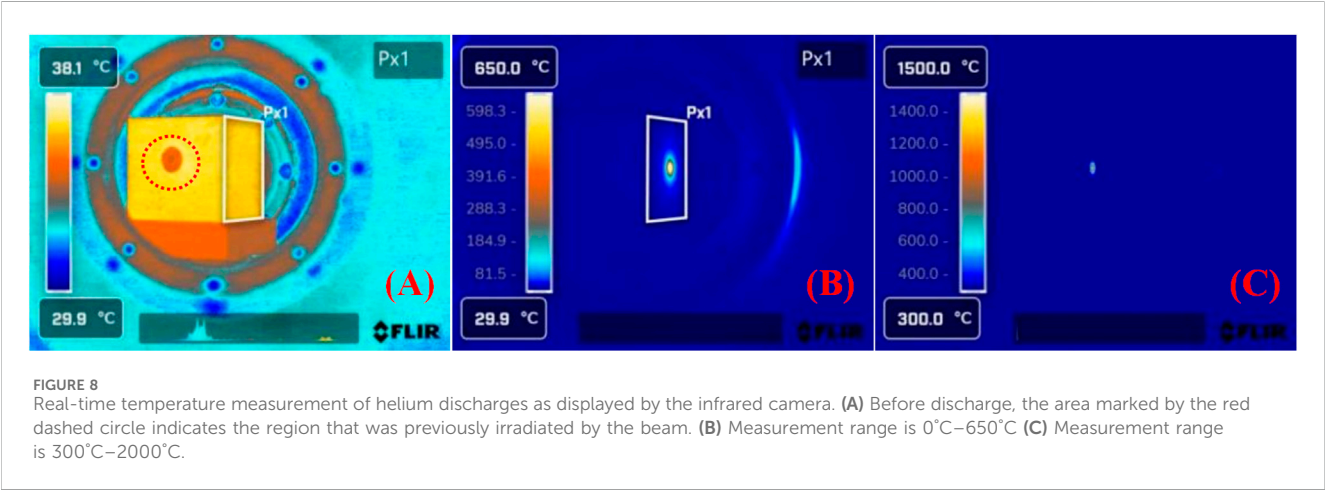 38.1 °C
Px1
Px1
29.9 °C
(A)
FLIR
650.0 °C
Px1
598.3 -
Px1
495.0 -
391.6 -
288.3 -
184.9 -
81.5 -
29.9 °C
(B)
FLIR
1500.0 °C
1400.0 -
1200.0 -
1000.0 -
800.0 -
600.0 -
400.0 -
300.0 °C
(C)
FLIR
FIGURE 8
Real-time temperature measurement of helium discharges as displayed by the infrared camera. (A) Before discharge, the area marked by the red
dashed circle indicates the region that was previously irradiated by the beam. (B) Measurement range is 0°C–650°C (C) Measurement range
is 300°C–2000°C.